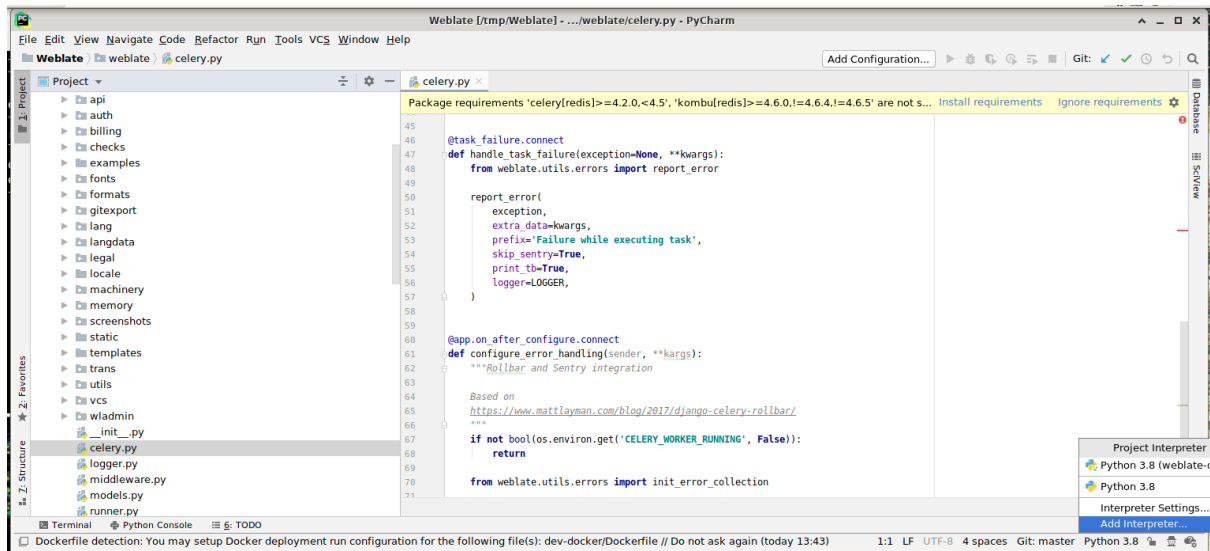 Weblate [/tmp/Weblate] - .../weblate/celery.py - PyCharm
File Edit View Navigate Code Refactor Run Tools VCS Window Help
Weblate weblate celery.py Add Configuration... Git:
Project celery.py
1: Project
2: Favorites
7: Structure
api
auth
billing
checks
examples
fonts
formats
gitexport
lang
langdata
legal
locale
machinery
memory
screenshots
static
templates
trans
utils
vcs
wladmin
__init__.py
celery.py
logger.py
middleware.py
models.py
runner.py
Package requirements 'celery[redis]>=4.2.0,<4.5', 'kombu[redis]>=4.6.0,!=4.6.4,!=4.6.5' are not s... Install requirements Ignore requirements
45
46 @task_failure.connect
47 def handle_task_failure(exception=None, **kwargs):
48 from weblate.utils.errors import report_error
49
50 report_error(
51 exception,
52 extra_data=kwargs,
53 prefix='Failure while executing task',
54 skip_sentry=True,
55 print_tb=True,
56 logger=LOGGER,
57 )
58
59
60 @app.on_after_configure.connect
61 def configure_error_handling(sender, **kargs):
62 """Rollbar and Sentry integration
63
64 Based on
65 https://www.mattlayman.com/blog/2017/django-celery-rollbar/
66 """
67 if not bool(os.environ.get('CELERY_WORKER_RUNNING', False)):
68 return
69
70 from weblate.utils.errors import init_error_collection
71
Database
SciView
Project Interpreter
Python 3.8 (weblate-
Python 3.8
Interpreter Settings...
Add Interpreter...
Terminal Python Console 6: TODO
Dockerfile detection: You may setup Docker deployment run configuration for the following file(s): dev-docker/Dockerfile // Do not ask again (today 13:43) 1:1 LF UTF-8 4 spaces Git: master Python 3.8